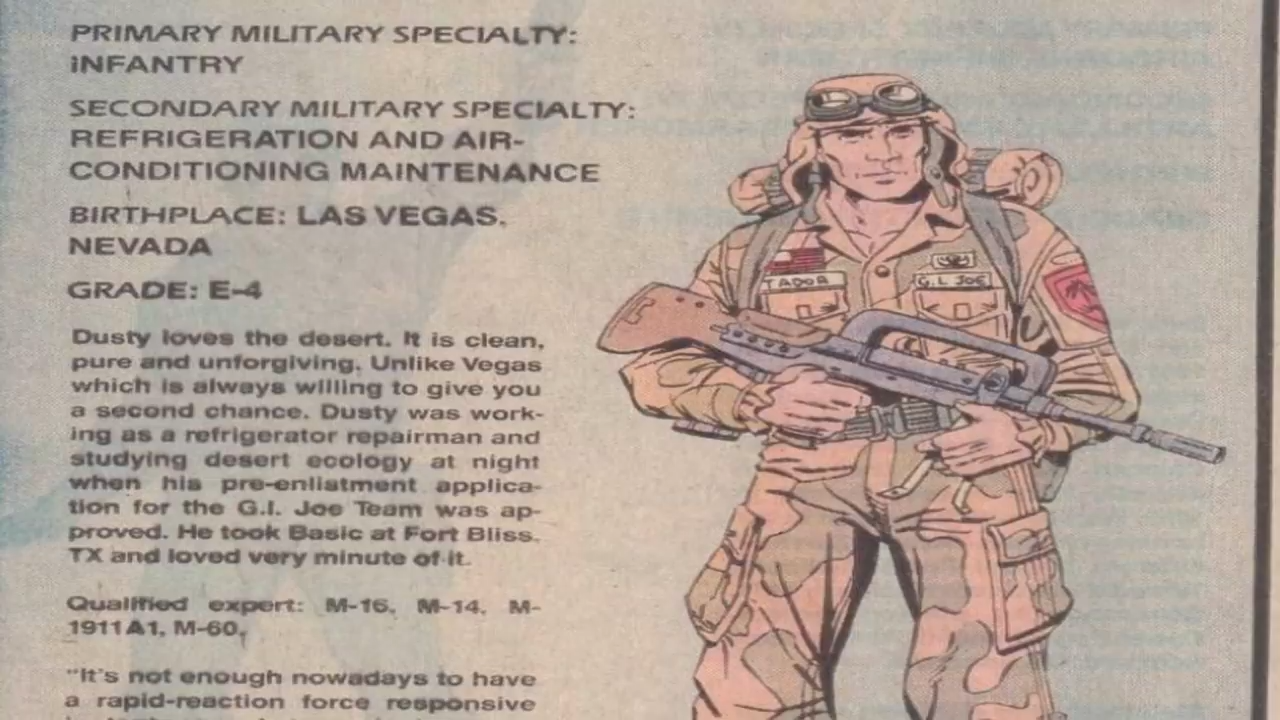 PRIMARY MILITARY SPECIALTY:
INFANTRY
SECONDARY MILITARY SPECIALTY:
REFRIGERATION AND AIR-
CONDITIONING MAINTENANCE
BIRTHPLACE: LAS VEGAS,
NEVADA
GRADE: E-4
Dusty loves the desert. It is clean,
pure and unforgiving. Unlike Vegas
which is always willing to give you
a second chance. Dusty was work-
ing as a refrigerator repairman and
studying desert ecology at night
when his pre-enlistment applica-
tion for the G.I. Joe Team was ap-
proved. He took Basic at Fort Bliss
TX and loved very minute of it.
Qualified expert: M-16, M-14, M-
1911A1, M-60,
"It's not enough nowadays to have
a rapid-reaction force responsive
TADUR
G.I. JOE